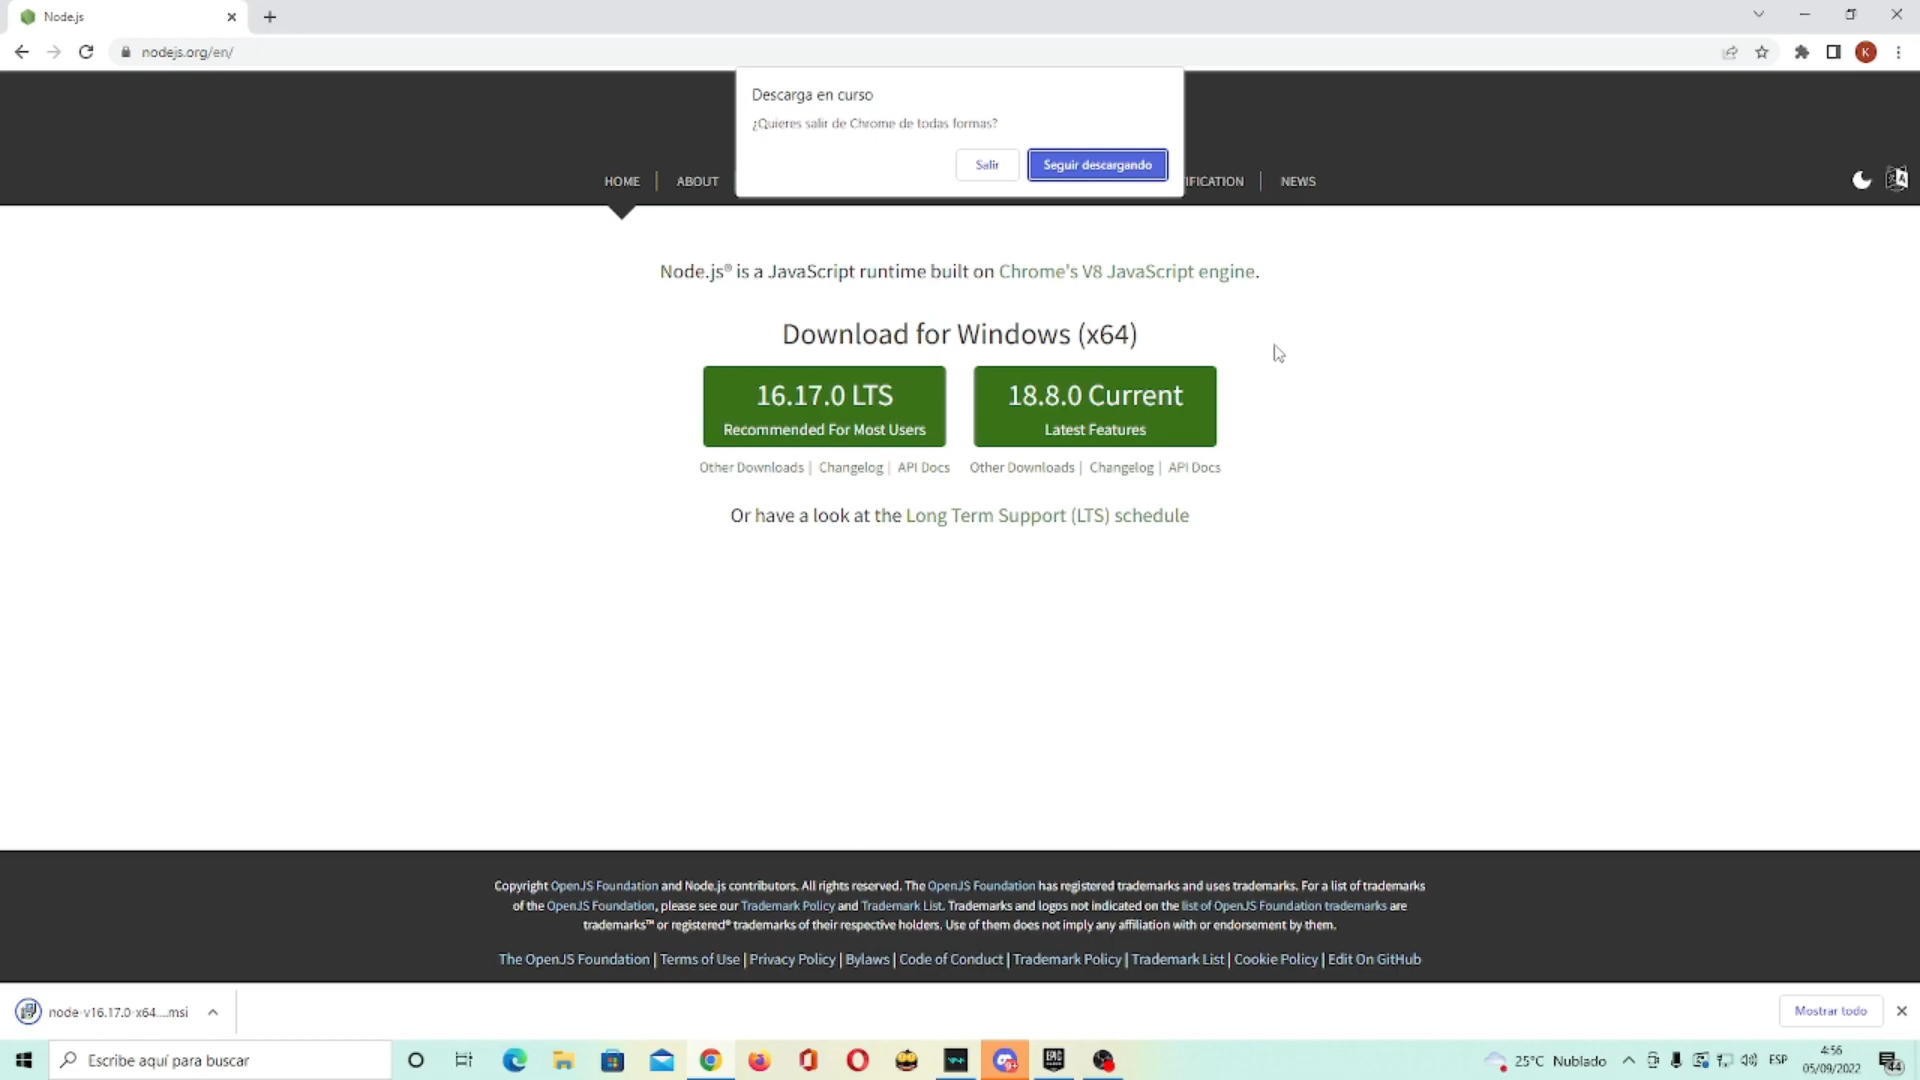 Node.js
nodejs.org/en/
K
Descarga en curso
¿Quieres salir de Chrome de todas formas?
Salir
Seguir descargando
HOME
ABOUT
IFICATION
NEWS
Node.js® is a JavaScript runtime built on Chrome's V8 JavaScript engine.
Download for Windows (x64)
16.17.0 LTS
Recommended For Most Users
18.8.0 Current
Latest Features
Other Downloads | Changelog | API Docs
Other Downloads | Changelog | API Docs
Or have a look at the Long Term Support (LTS) schedule
Copyright OpenJS Foundation and Node.js contributors. All rights reserved. The OpenJS Foundation has registered trademarks and uses trademarks. For a list of trademarks
of the OpenJS Foundation, please see our Trademark Policy and Trademark List. Trademarks and logos not indicated on the list of OpenJS Foundation trademarks are
trademarks™ or registered® trademarks of their respective holders. Use of them does not imply any affiliation with or endorsement by them.
The OpenJS Foundation | Terms of Use | Privacy Policy | Bylaws | Code of Conduct | Trademark Policy | Trademark List | Cookie Policy | Edit On GitHub
node-v16.17.0-x64....msi
Mostrar todo
Escribe aquí para buscar
EPIC
25°C Nublado
ESP
4:56
05/09/2022
44